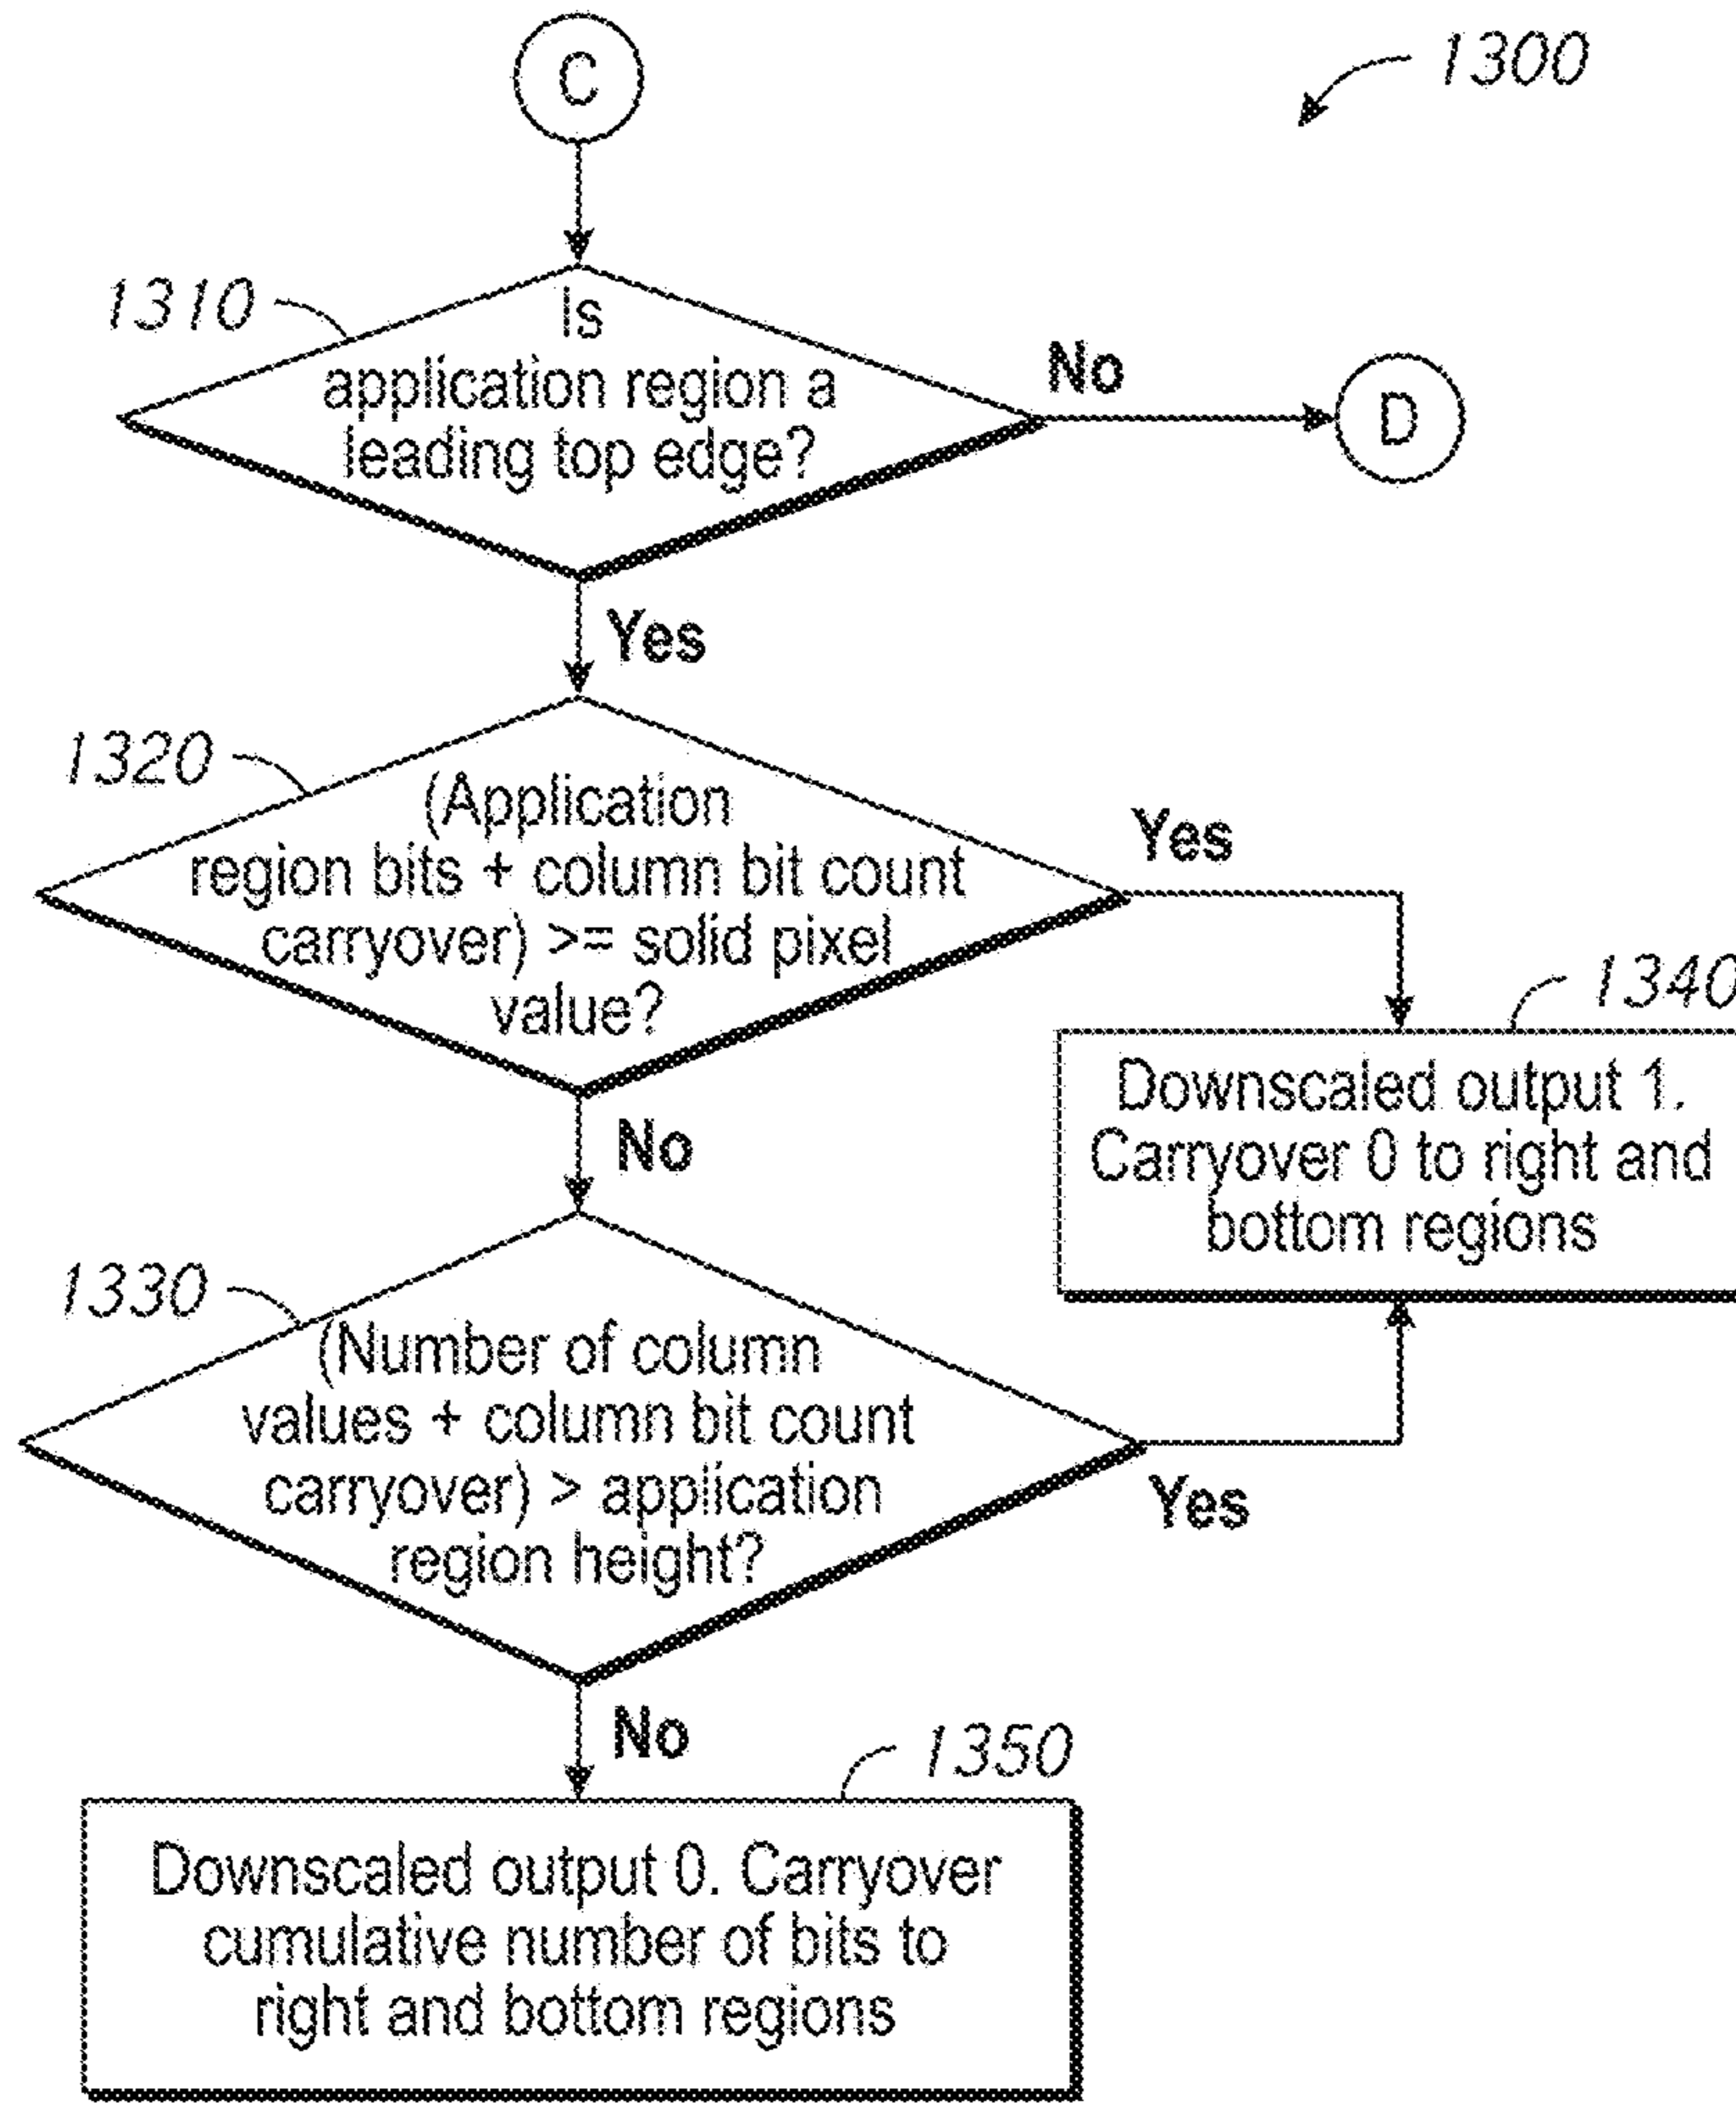 C
1300
1310
Is
application region a
leading top edge?
No
D
Yes
1320
(Application
region bits + column bit count
carryover) >= solid pixel
value?
Yes
1340
Downscaled output 1.
Carryover 0 to right and
bottom regions
No
1330
(Number of column
values + column bit count
carryover) > application
region height?
Yes
No
1350
Downscaled output 0. Carryover
cumulative number of bits to
right and bottom regions